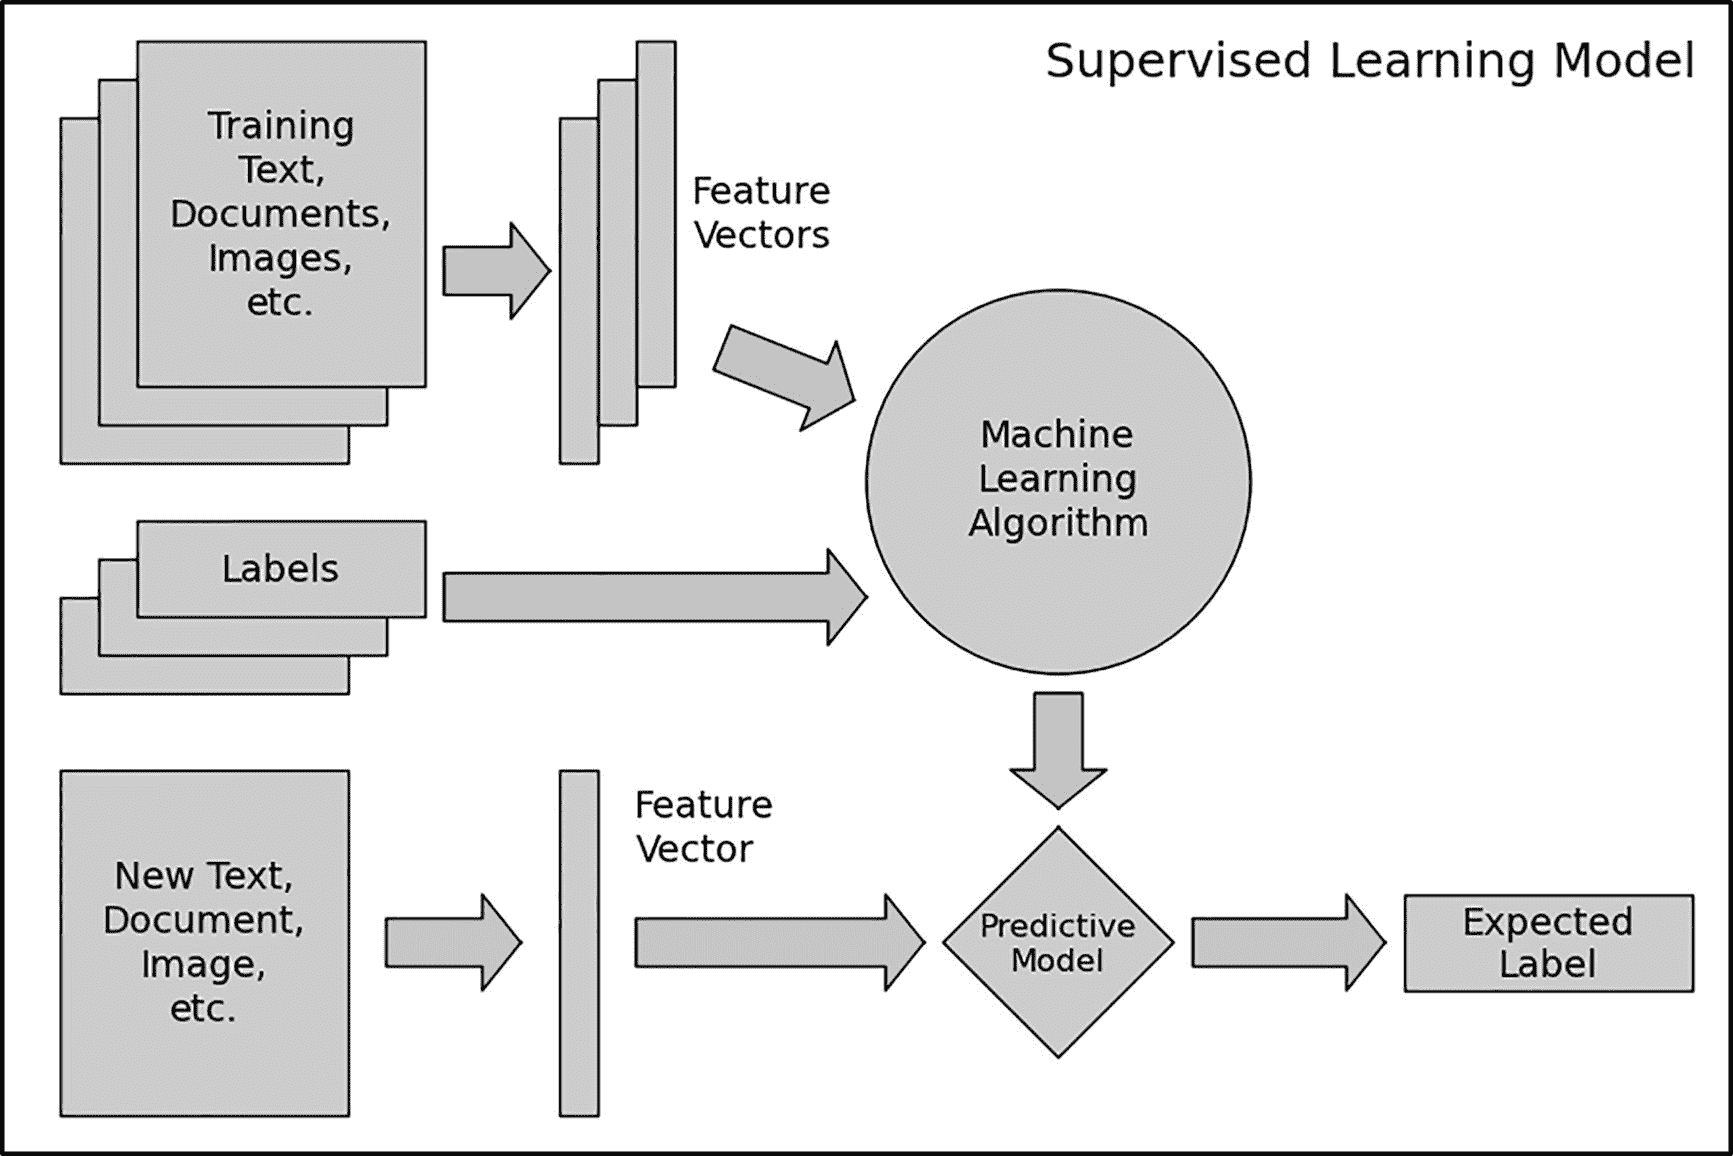 Supervised Learning Model
Training
Text,
Documents,
Images,
etc.
Feature
Vectors
Machine
Learning
Algorithm
Labels
New Text,
Document,
Image,
etc.
Feature
Vector
Predictive
Model
Expected
Label